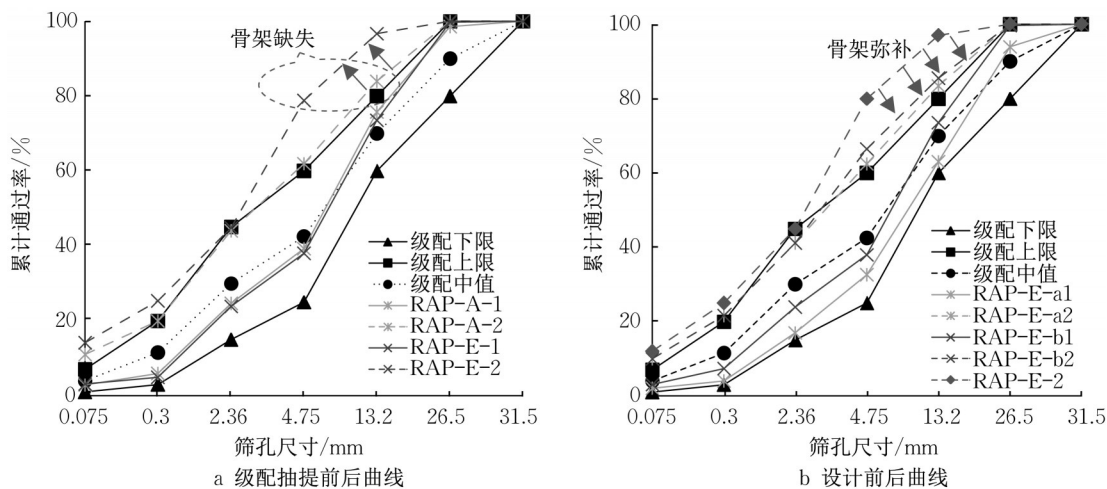 100
80
60
40
20
0
累计通过率/%
骨架缺失
级配下限
级配上限
级配中值
RAP-A-1
RAP-A-2
RAP-E-1
RAP-E-2
0.075 0.3 2.36 4.75 13.2 26.5 31.5
筛孔尺寸/mm
a 级配抽提前后曲线
100
80
60
40
20
0
累计通过率/%
骨架弥补
级配下限
级配上限
级配中值
RAP-E-a1
RAP-E-a2
RAP-E-b1
RAP-E-b2
RAP-E-2
0.075 0.3 2.36 4.75 13.2 26.5 31.5
筛孔尺寸/mm
b 设计前后曲线